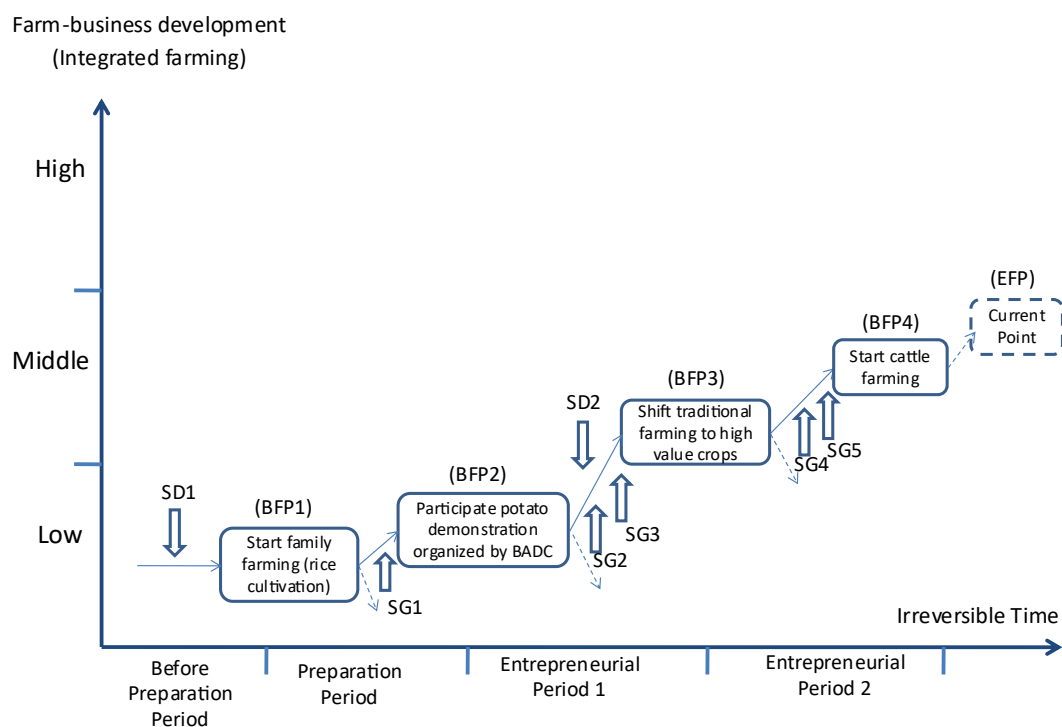 Farm-business development
(Integrated farming)
High
Middle
Low
(EFP)
Current
Point
(BFP4)
Start cattle
farming
(BFP3)
Shift traditional
farming to high
value crops
SD2
SG4
SG5
(BFP2)
Participate potato
demonstration
organized by BADC
SG2
SG3
SD1
(BFP1)
Start family
farming (rice
cultivation)
SG1
Irreversible Time
Before
Preparation
Period
Preparation
Period
Entrepreneurial
Period 1
Entrepreneurial
Period 2